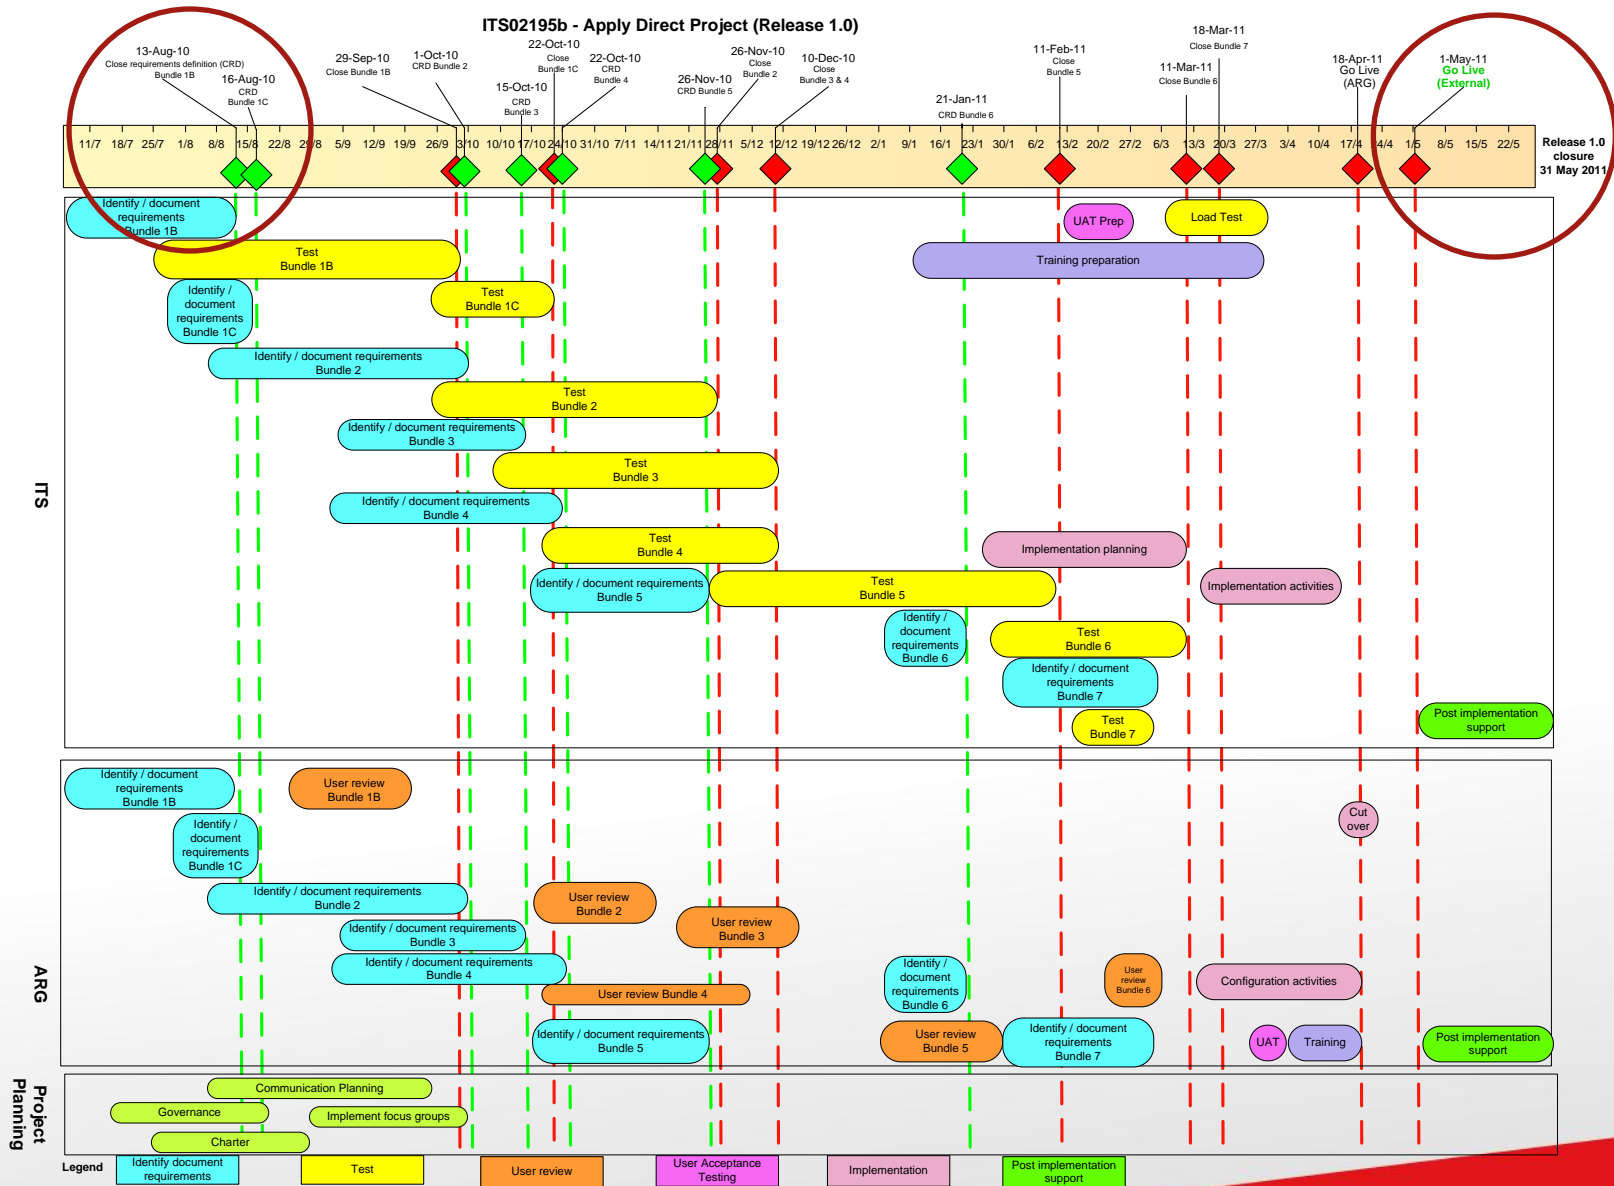 ITS02195b - Apply Direct Project (Release 1.0)
13-Aug-10
Close requirements definition (CRD)
Bundle 1B
16-Aug-10
CRD
Bundle 1C
29-Sep-10
Close Bundle 1B
1-Oct-10
CRD Bundle 2
15-Oct-10
CRD
Bundle 3
22-Oct-10
Close
Bundle 1C
22-Oct-10
CRD
Bundle 4
26-Nov-10
CRD Bundle 5
26-Nov-10
Close
Bundle 2
10-Dec-10
Close
Bundle 3 & 4
21-Jan-11
CRD Bundle 6
11-Feb-11
Close
Bundle 5
11-Mar-11
Close Bundle 6
18-Mar-11
Close Bundle 7
18-Apr-11
Go Live
(ARG)
1-May-11
Go Live
(External)
11/7 18/7 25/7 1/8 8/8 15/8 22/8 29/8 5/9 12/9 19/9 26/9 3/10 10/10 17/10 24/10 31/10 7/11 14/11 21/11 28/11 5/12 12/12 19/12 26/12 2/1 9/1 16/1 23/1 30/1 6/2 13/2 20/2 27/2 6/3 13/3 20/3 27/3 3/4 10/4 17/4 4/4 1/5 8/5 15/5 22/5
Release 1.0
closure
31 May 2011
ITS
Identify / document
requirements
Bundle 1B
UAT Prep
Load Test
Test
Bundle 1B
Training preparation
Identify /
document
requirements
Bundle 1C
Test
Bundle 1C
Identify / document requirements
Bundle 2
Test
Bundle 2
Identify / document requirements
Bundle 3
Test
Bundle 3
Identify / document requirements
Bundle 4
Test
Bundle 4
Implementation planning
Identify / document requirements
Bundle 5
Test
Bundle 5
Implementation activities
Identify /
document
requirements
Bundle 6
Test
Bundle 6
Identify / document
requirements
Bundle 7
Test
Bundle 7
Post implementation
support
ARG
Identify / document
requirements
Bundle 1B
User review
Bundle 1B
Cut
over
Identify /
document
requirements
Bundle 1C
Identify / document requirements
Bundle 2
User review
Bundle 2
User review
Bundle 3
Identify / document requirements
Bundle 3
Identify / document requirements
Bundle 4
User review Bundle 4
Identify /
document
requirements
Bundle 6
User
review
Bundle 6
Configuration activities
Identify / document requirements
Bundle 5
User review
Bundle 5
Identify / document
requirements
Bundle 7
UAT
Training
Post implementation
support
Project
Planning
Communication Planning
Governance
Implement focus groups
Charter
Legend
Identify document
requirements
Test
User review
User Acceptance
Testing
Implementation
Post implementation
support